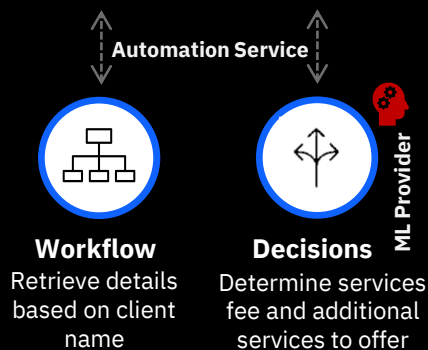 Automation Service
ML Provider
Workflow
Retrieve details
based on client
name
Decisions
Determine services
fee and additional
services to offer